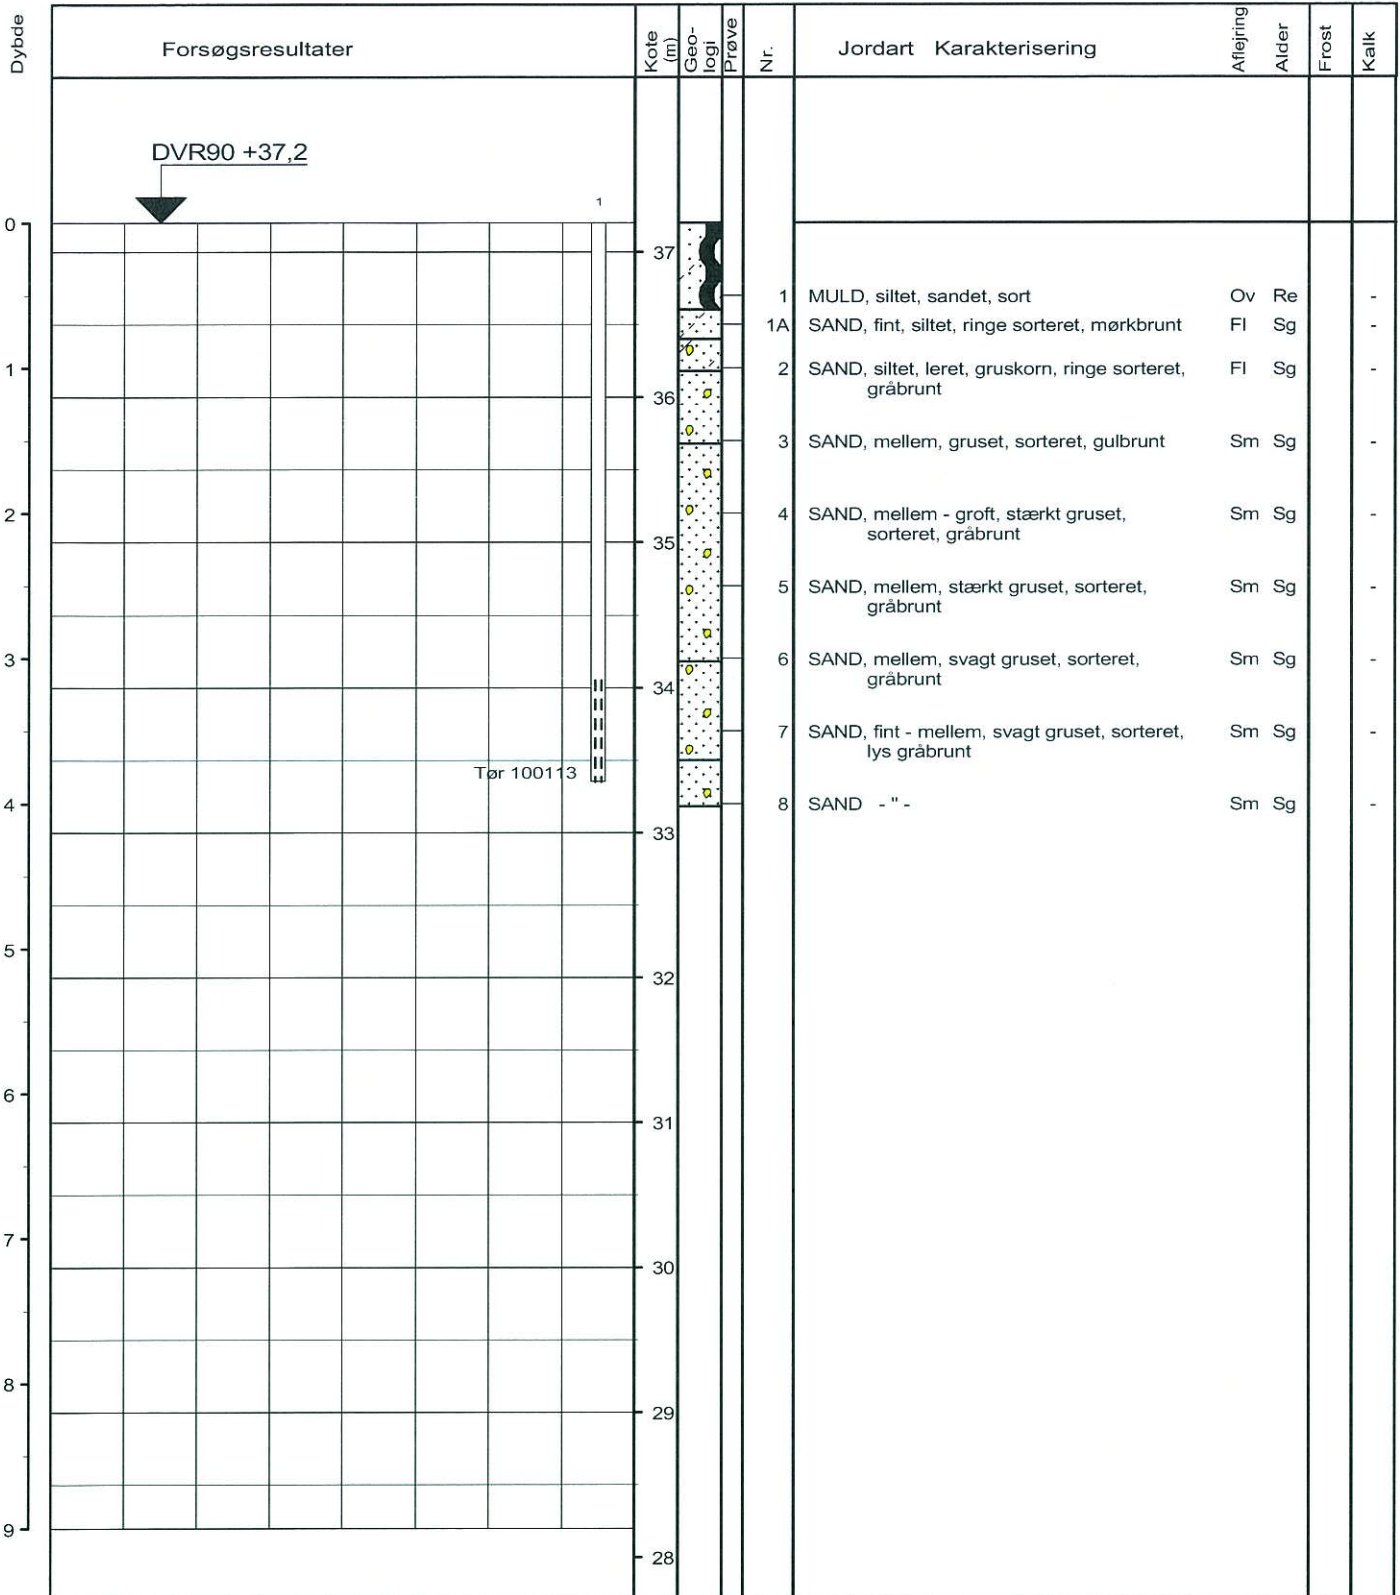 Dybde
Forsøgsresultater
Kote (m)
Geo-
logi
Prøve
Nr.
Jordart Karakterisering
Aflejring
Alder
Frost
Kalk
DVR90 +37,2
1
0
37
1 MULD, siltet, sandet, sort Ov Re -
1A SAND, fint, siltet, ringe sorteret, mørkbrunt Fl Sg -
1
2 SAND, siltet, leret, gruskorn, ringe sorteret, Fl Sg -
gråbrunt
36
3 SAND, mellem, gruset, sorteret, gulbrunt Sm Sg -
2
4 SAND, mellem - groft, stærkt gruset, Sm Sg -
sorteret, gråbrunt
35
5 SAND, mellem, stærkt gruset, sorteret, Sm Sg -
gråbrunt
3
6 SAND, mellem, svagt gruset, sorteret, Sm Sg -
gråbrunt
34
7 SAND, fint - mellem, svagt gruset, sorteret, Sm Sg -
lys gråbrunt
Tør 100113
4
8 SAND - " - Sm Sg -
33
5
32
6
31
7
30
8
29
9
28